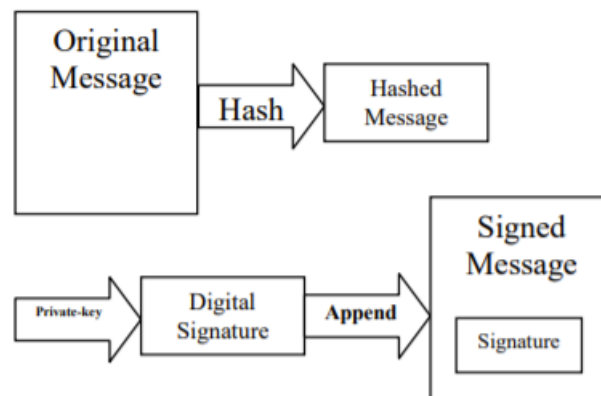 Original
Message
Hash
Hashed
Message
Private-key
Digital
Signature
Append
Signed
Message
Signature